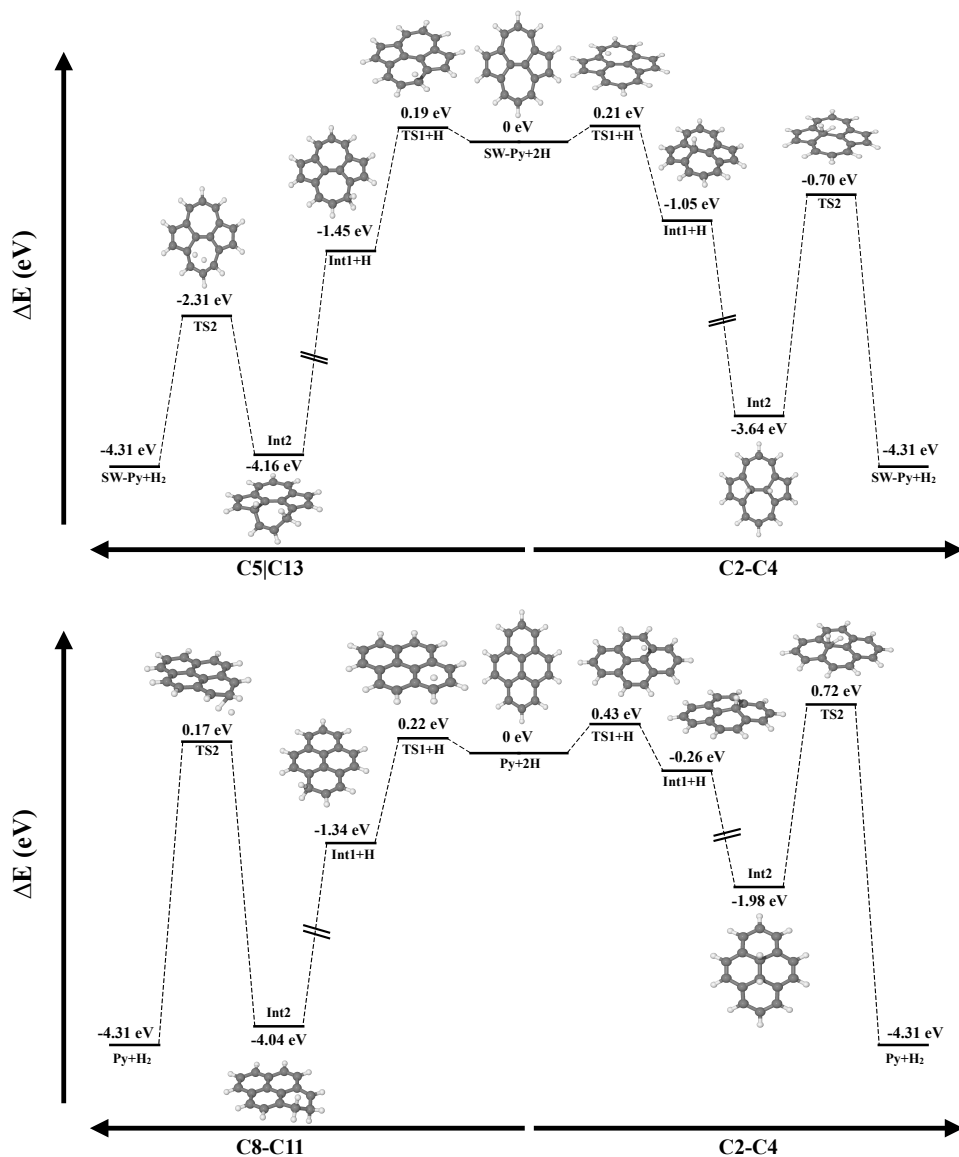 ΔE (eV)
0.19 eV
TS1+H
0 eV
SW-Py+2H
0.21 eV
TS1+H
-1.45 eV
Int1+H
-1.05 eV
Int1+H
-0.70 eV
TS2
-2.31 eV
TS2
Int2
-3.64 eV
-4.31 eV
SW-Py+H₂
Int2
-4.16 eV
-4.31 eV
SW-Py+H₂
C5|C13
C2-C4
ΔE (eV)
0.17 eV
TS2
0.22 eV
TS1+H
0 eV
Py+2H
0.43 eV
TS1+H
0.72 eV
TS2
-0.26 eV
Int1+H
-1.34 eV
Int1+H
Int2
-1.98 eV
-4.31 eV
Py+H₂
Int2
-4.04 eV
-4.31 eV
Py+H₂
C8-C11
C2-C4